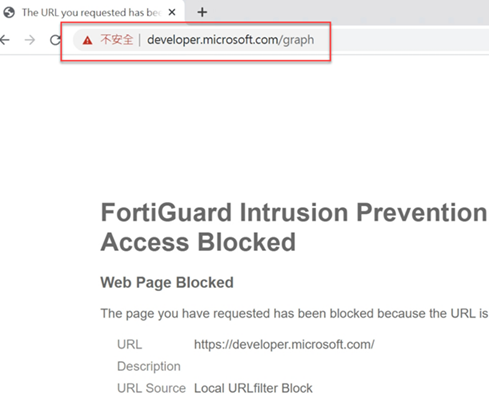 The URL you requested has bee
不安全 | developer.microsoft.com/graph
FortiGuard Intrusion Prevention
Access Blocked
Web Page Blocked
The page you have requested has been blocked because the URL is
URL https://developer.microsoft.com/
Description
URL Source Local URLfilter Block